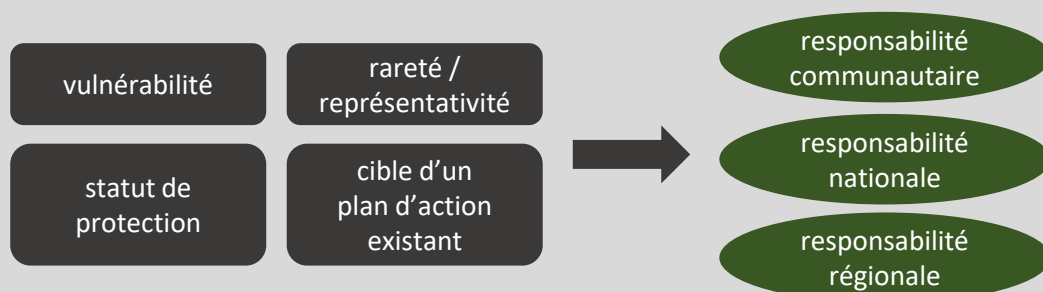 vulnérabilité
rareté /
représentativité
statut de
protection
cible d'un
plan d'action
existant
responsabilité
communautaire
responsabilité
nationale
responsabilité
régionale